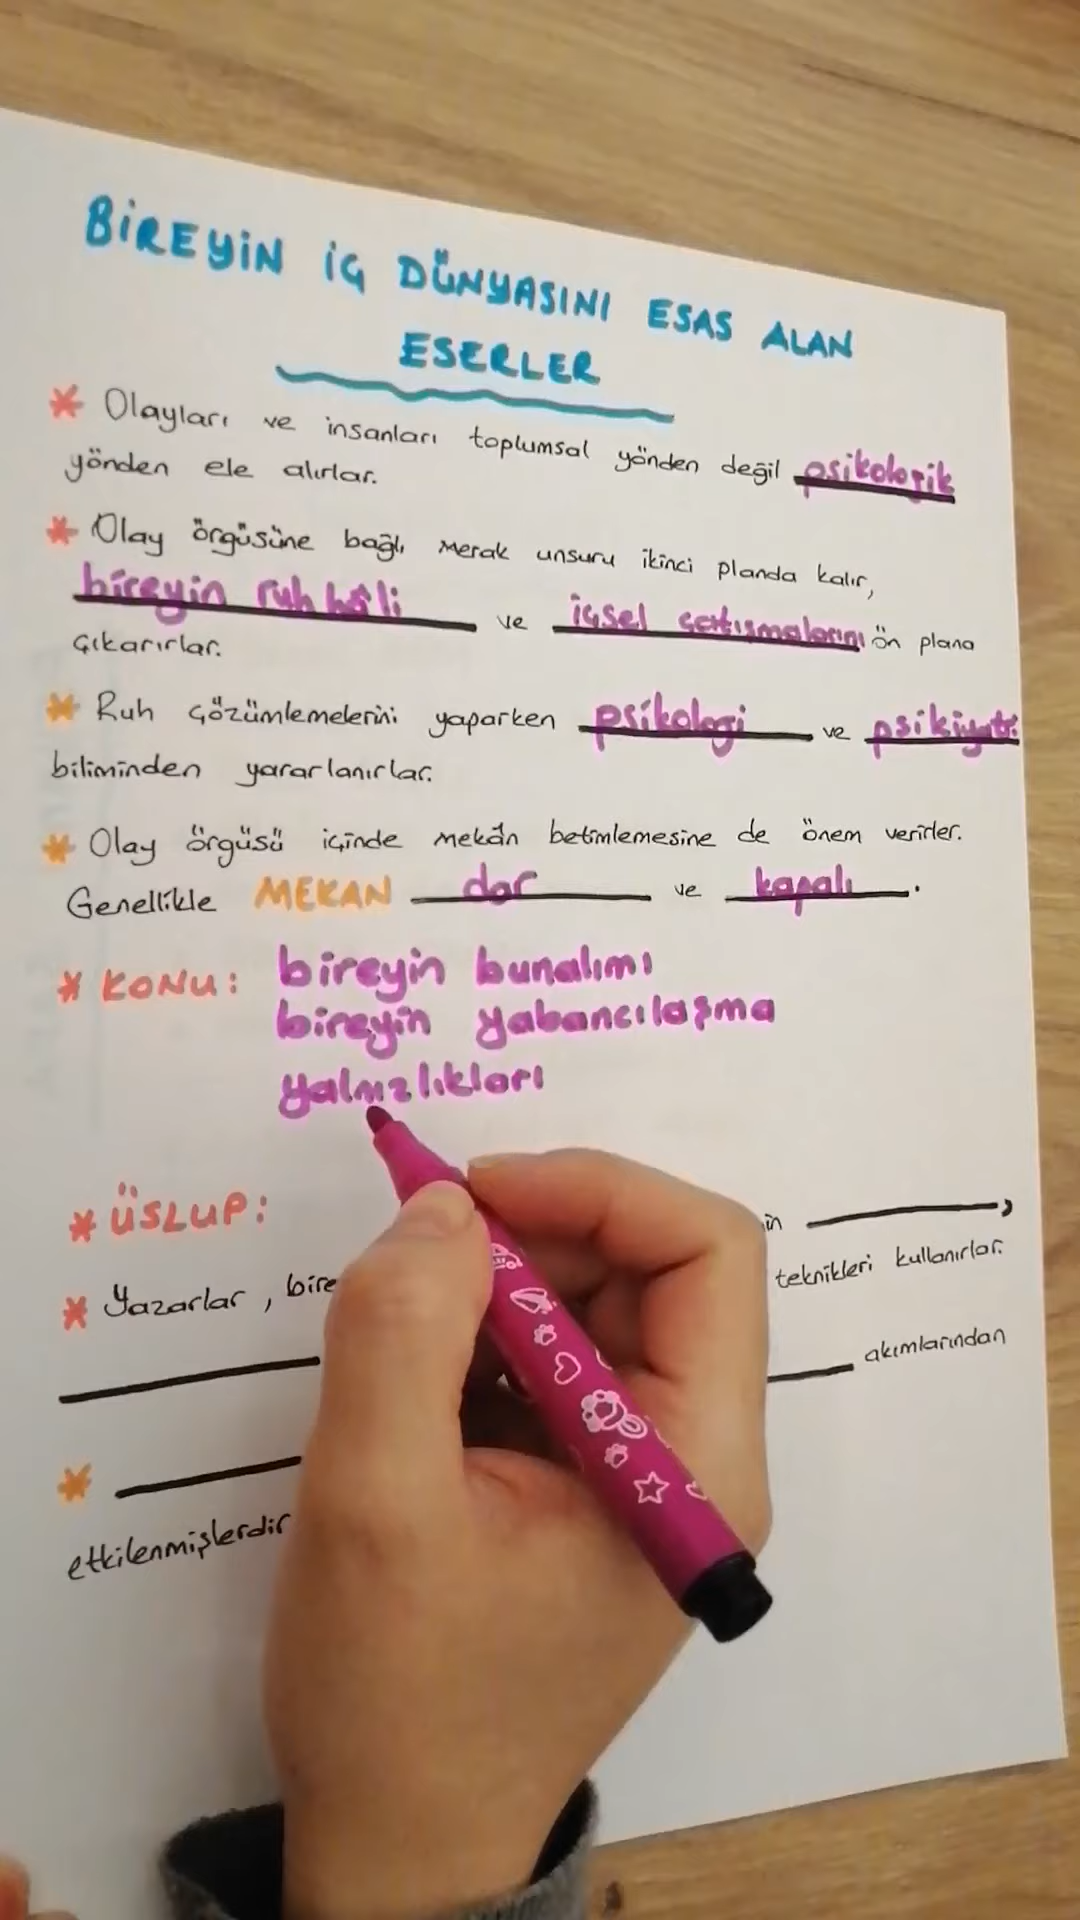 BİREYİN İÇ DÜNYASINI ESAS ALAN
ESERLER
* Olayları ve insanları toplumsal yönden değil psikolojik
yönden ele alırlar.
* Olay örgüsüne bağlı merak unsuru ikinci planda kalır,
bireyin ruh hâli ve içsel çatışmalarını ön plana
çıkarırlar.
* Ruh çözümlemelerini yaparken psikoloji ve psikiyatri
biliminden yararlanırlar.
* Olay örgüsü içinde mekân betimlemesine de önem verirler.
Genellikle MEKAN dar ve kapalı.
* KONU: bireyin bunalımı
bireyin yabancılaşma
yalnızlıkları
* ÜSLUP:
* Yazarlar, bire
teknikleri kullanırlar.
* akımlarından
etkilenmişlerdir